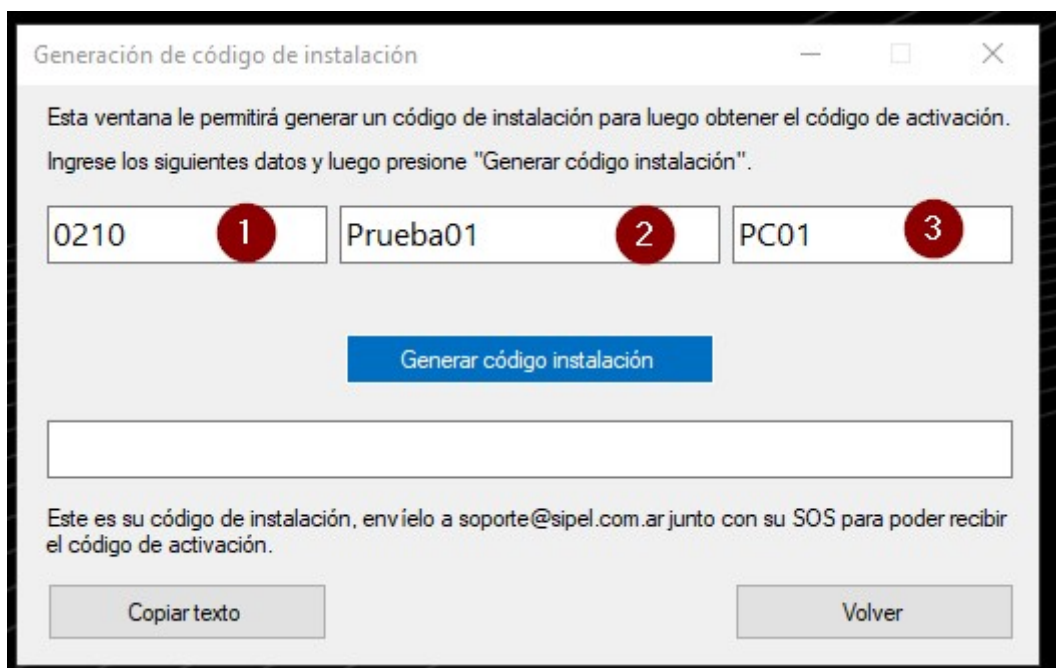 Generación de código de instalación
Esta ventana le permitirá generar un código de instalación para luego obtener el código de activación.
Ingrese los siguientes datos y luego presione "Generar código instalación".
0210 1 Prueba01 2 PC01 3
Generar código instalación
Este es su código de instalación, envíelo a soporte@sipel.com.ar junto con su SOS para poder recibir
el código de activación.
Copiar texto Volver